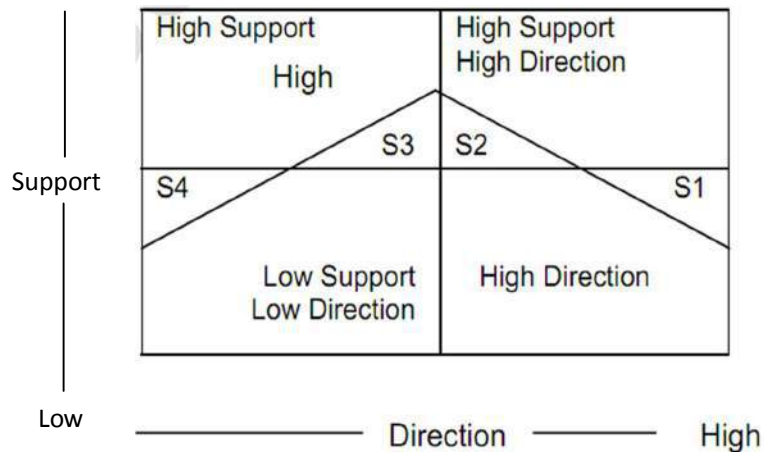 High Support
High
High Support
High Direction
S3
S2
Support
S4
S1
Low Support
Low Direction
High Direction
Low
Direction
High